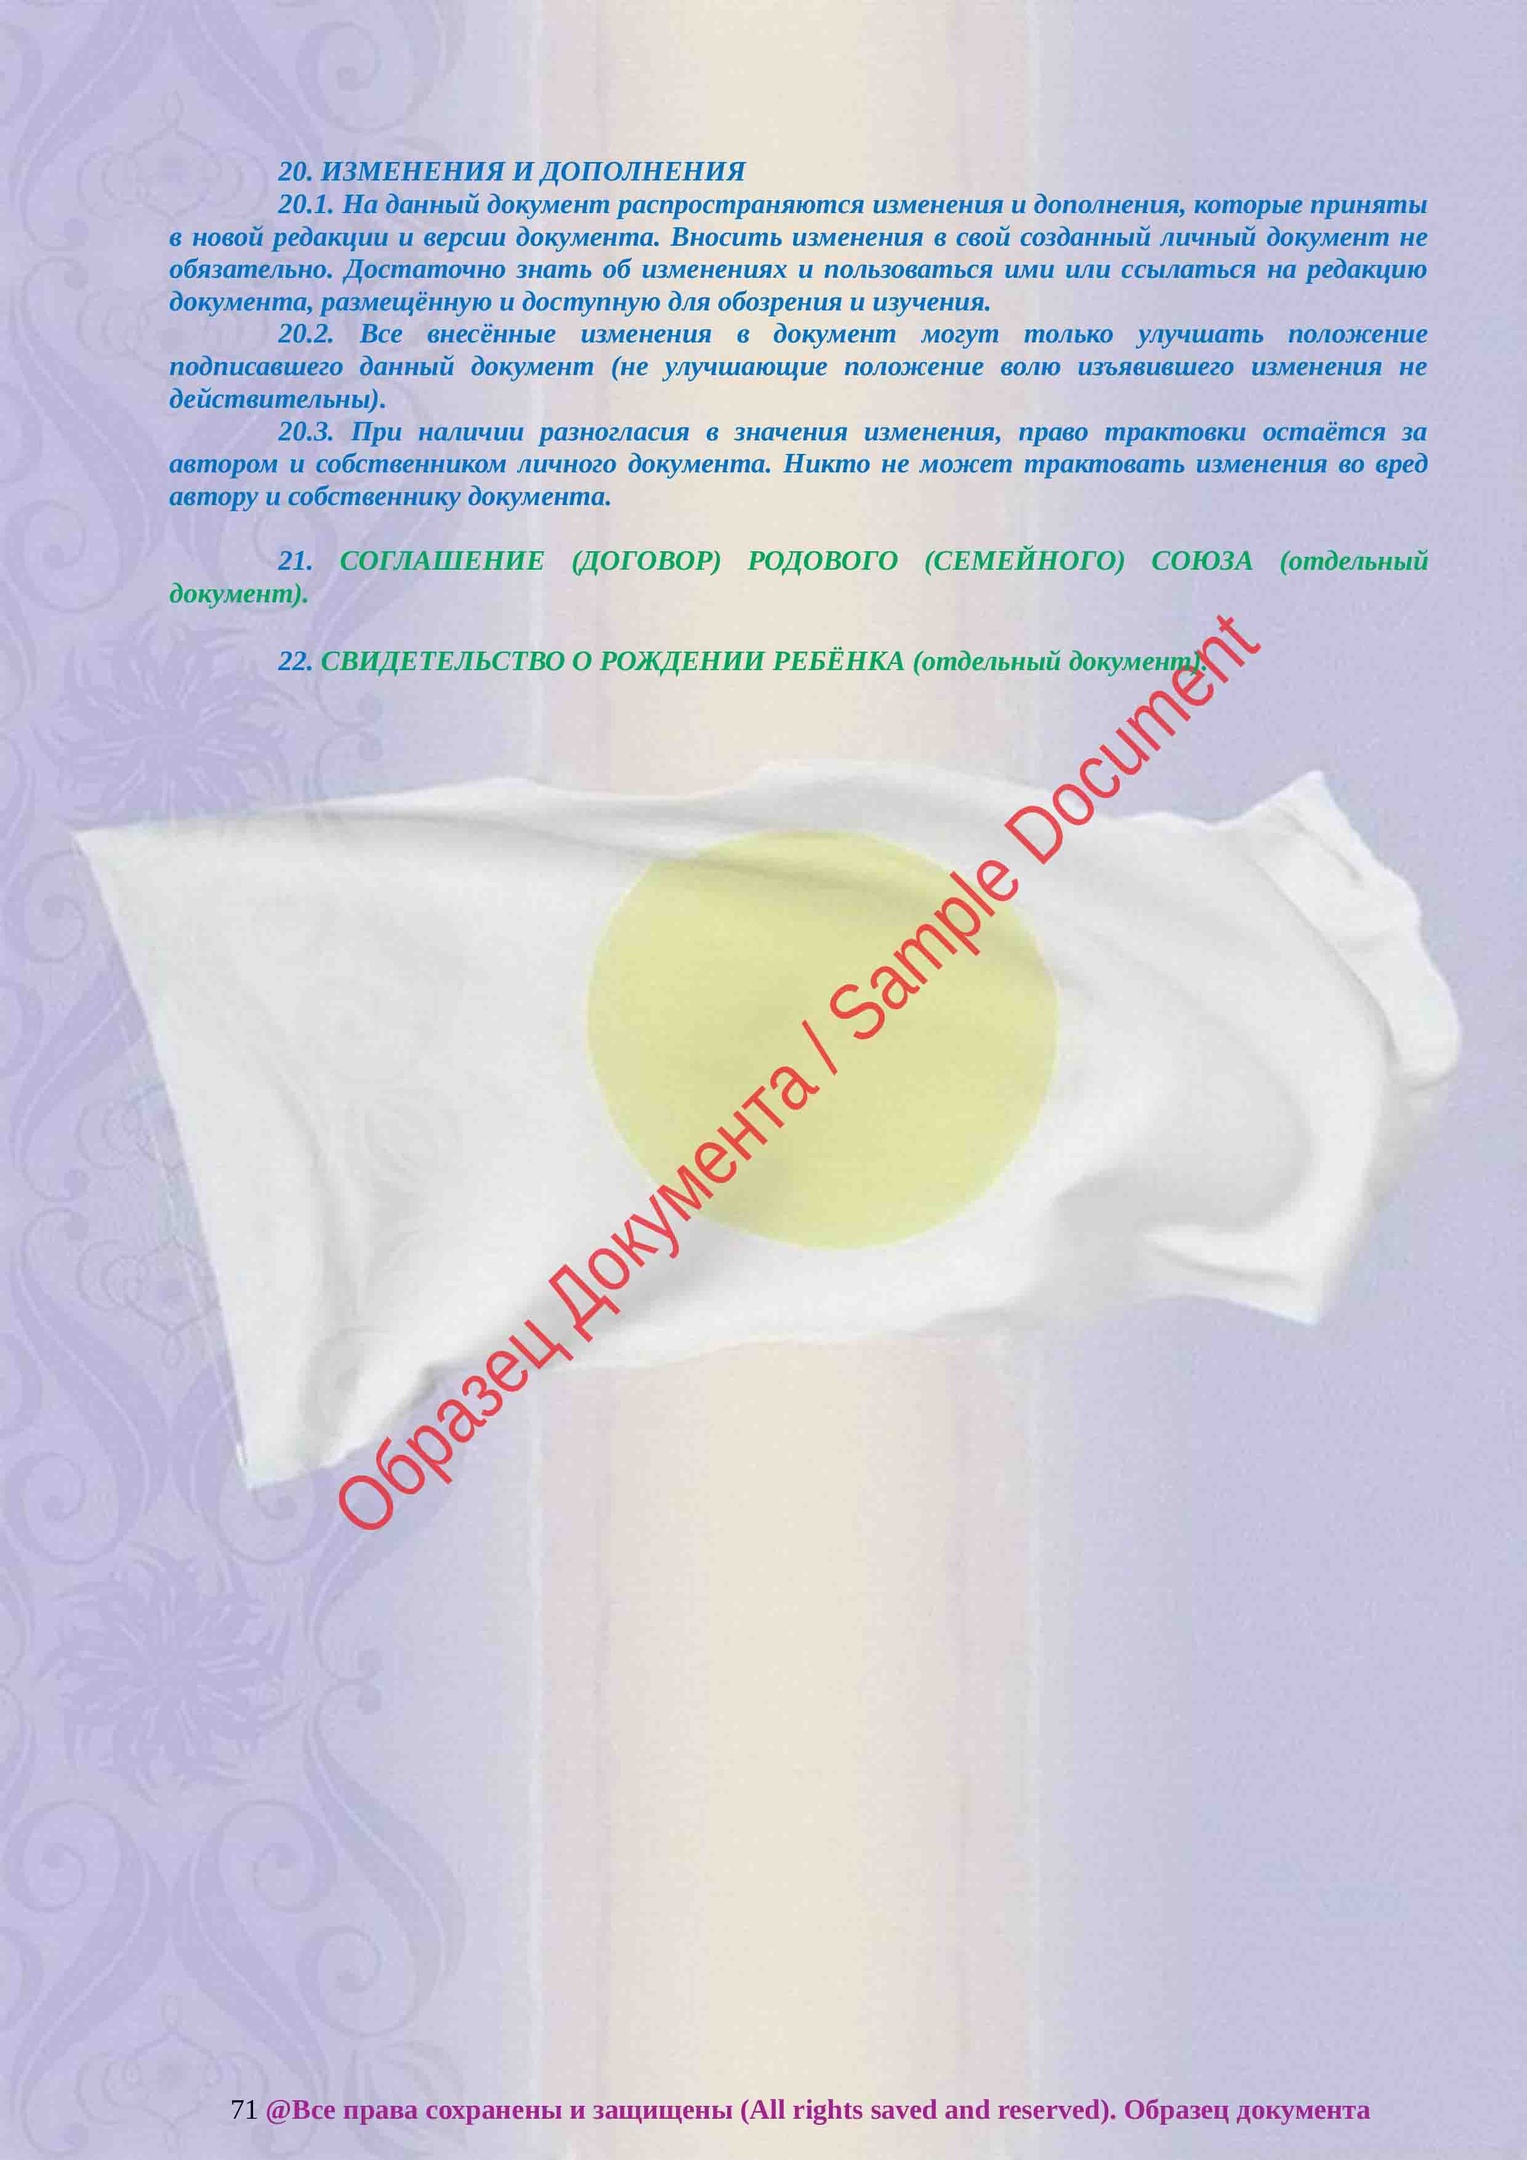 20. ИЗМЕНЕНИЯ И ДОПОЛНЕНИЯ
20.1. На данный документ распространяются изменения и дополнения, которые приняты
в новой редакции и версии документа. Вносить изменения в свой созданный личный документ не
обязательно. Достаточно знать об изменениях и пользоваться ими или ссылаться на редакцию
документа, размещённую и доступную для обозрения и изучения.
20.2. Все внесённые изменения в документ могут только улучшать положение
подписавшего данный документ (не улучшающие положение волю изъявившего изменения не
действительны).
20.3. При наличии разногласия в значения изменения, право трактовки остаётся за
автором и собственником личного документа. Никто не может трактовать изменения во вред
автору и собственнику документа.
21. СОГЛАШЕНИЕ (ДОГОВОР) РОДОВОГО (СЕМЕЙНОГО) СОЮЗА (отдельный
документ).
22. СВИДЕТЕЛЬСТВО О РОЖДЕНИИ РЕБЁНКА (отдельный документ).
Образец Документа / Sample Document
71 @Все права сохранены и защищены (All rights saved and reserved). Образец документа